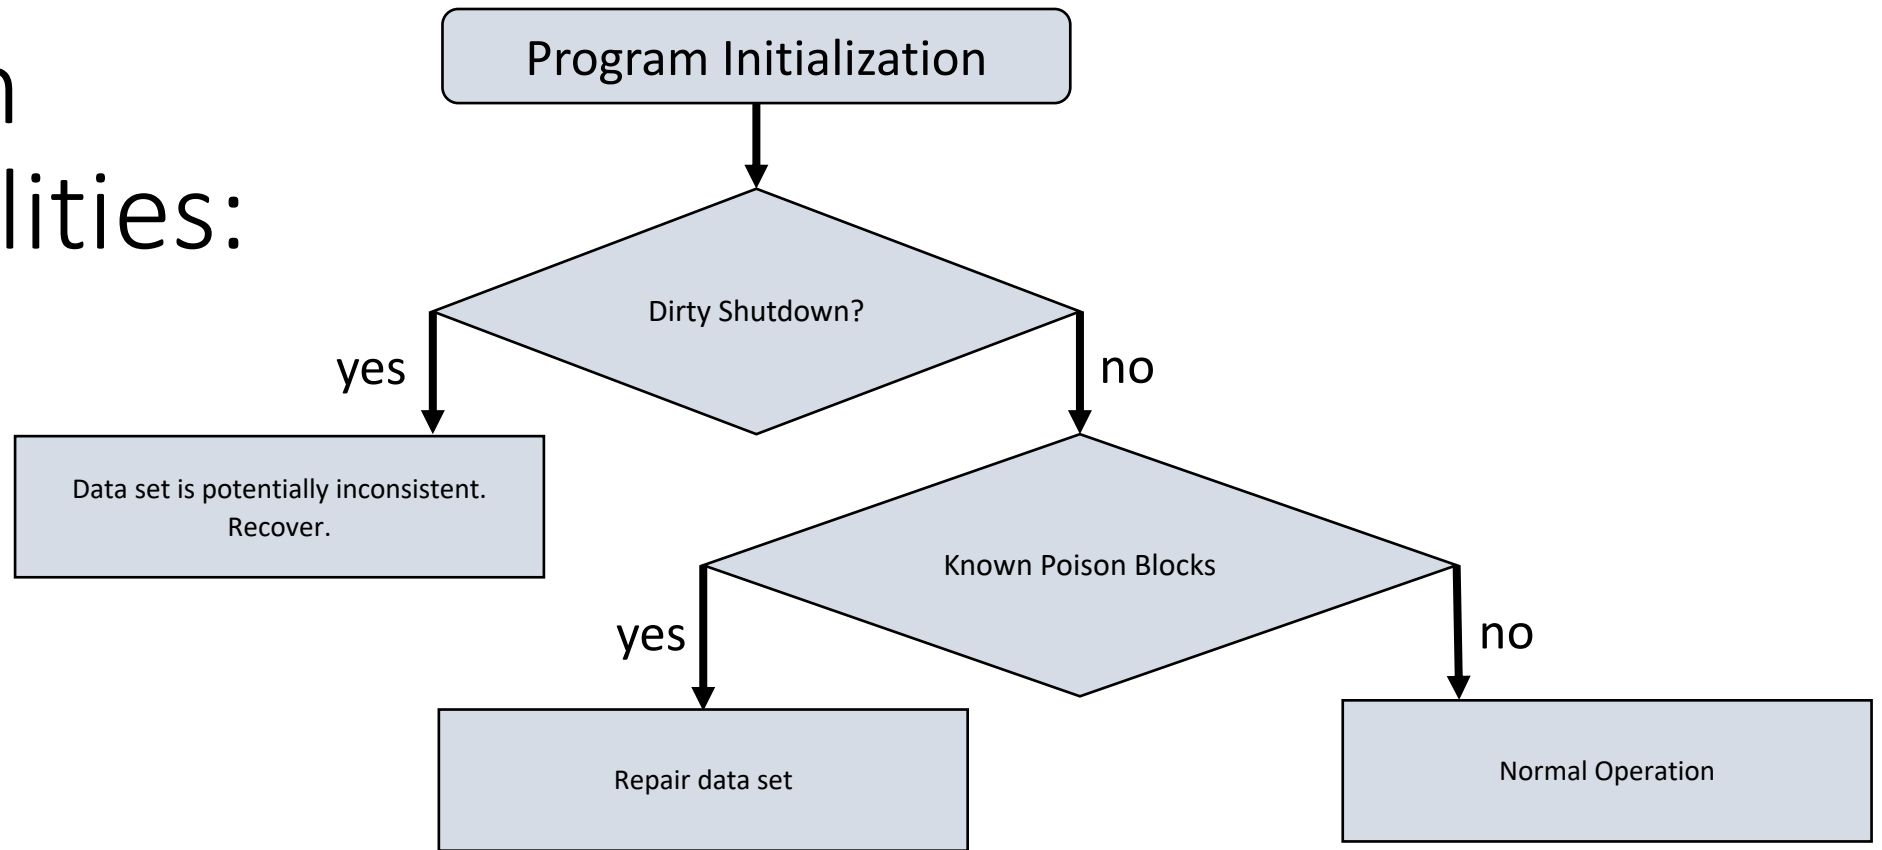 Program Initialization
lities:
Dirty Shutdown?
yes
no
Data set is potentially inconsistent.
Recover.
Known Poison Blocks
yes
no
Repair data set
Normal Operation